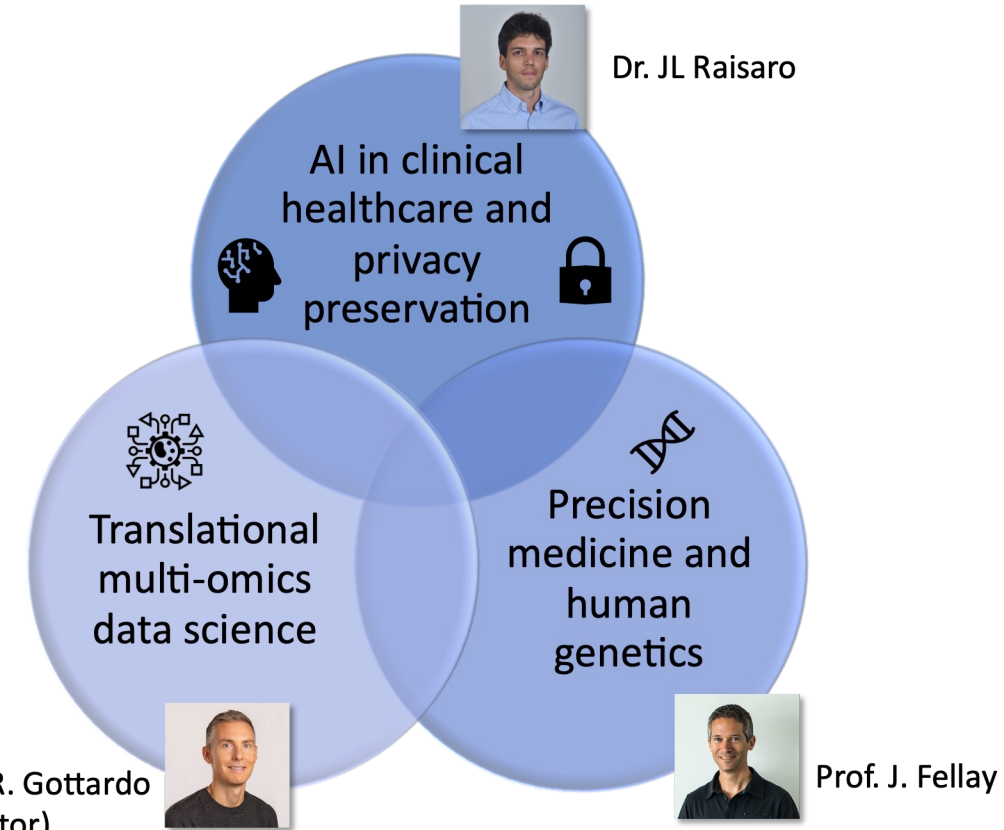 Dr. JL Raisaro
AI in clinical
healthcare and
privacy
preservation
Translational
multi-omics
data science
Precision
medicine and
human
genetics
R. Gottardo
tor)
Prof. J. Fellay